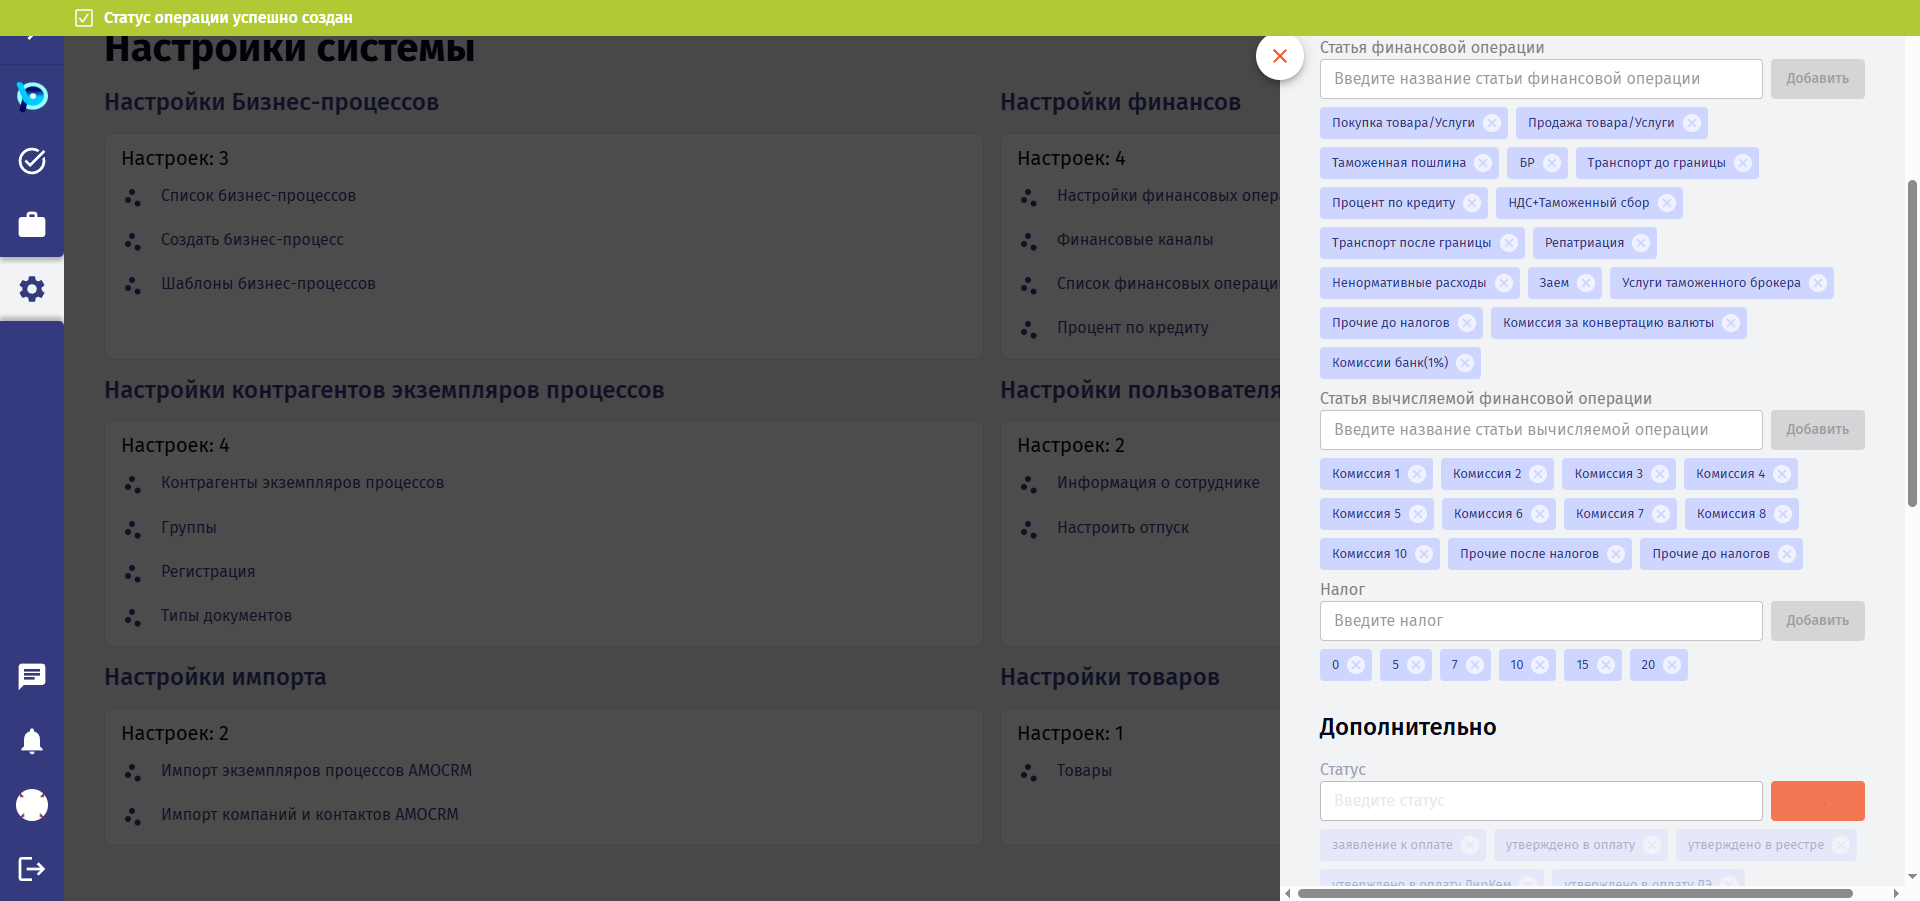 Статус операции успешно создан
Настройки системы
Настройки Бизнес-процессов
Настроек: 3
Список бизнес-процессов
Создать бизнес-процесс
Шаблоны бизнес-процессов
Настройки финансов
Настроек: 4
Настройки финансовых опер
Финансовые каналы
Список финансовых операци
Процент по кредиту
Настройки контрагентов экземпляров процессов
Настроек: 4
Контрагенты экземпляров процессов
Группы
Регистрация
Типы документов
Настройки пользователя
Настроек: 2
Информация о сотруднике
Настроить отпуск
Настройки импорта
Настроек: 2
Импорт экземпляров процессов AMOCRM
Импорт компаний и контактов AMOCRM
Настройки товаров
Настроек: 1
Товары
Статья финансовой операции
Введите название статьи финансовой операции Добавить
Покупка товара/Услуги Продажа товара/Услуги
Таможенная пошлина БР Транспорт до границы
Процент по кредиту НДС+Таможенный сбор
Транспорт после границы Репатриация
Ненормативные расходы Заем Услуги таможенного брокера
Прочие до налогов Комиссия за конвертацию валюты
Комиссии банк(1%)
Статья вычисляемой финансовой операции
Введите название статьи вычисляемой операции Добавить
Комиссия 1 Комиссия 2 Комиссия 3 Комиссия 4
Комиссия 5 Комиссия 6 Комиссия 7 Комиссия 8
Комиссия 10 Прочие после налогов Прочие до налогов
Налог
Введите налог Добавить
0 5 7 10 15 20
Дополнительно
Статус
Введите статус
заявление к оплате утверждено в оплату утверждено в реестре
утверждено в оплату ДирКем утверждено в оплату ДЭ